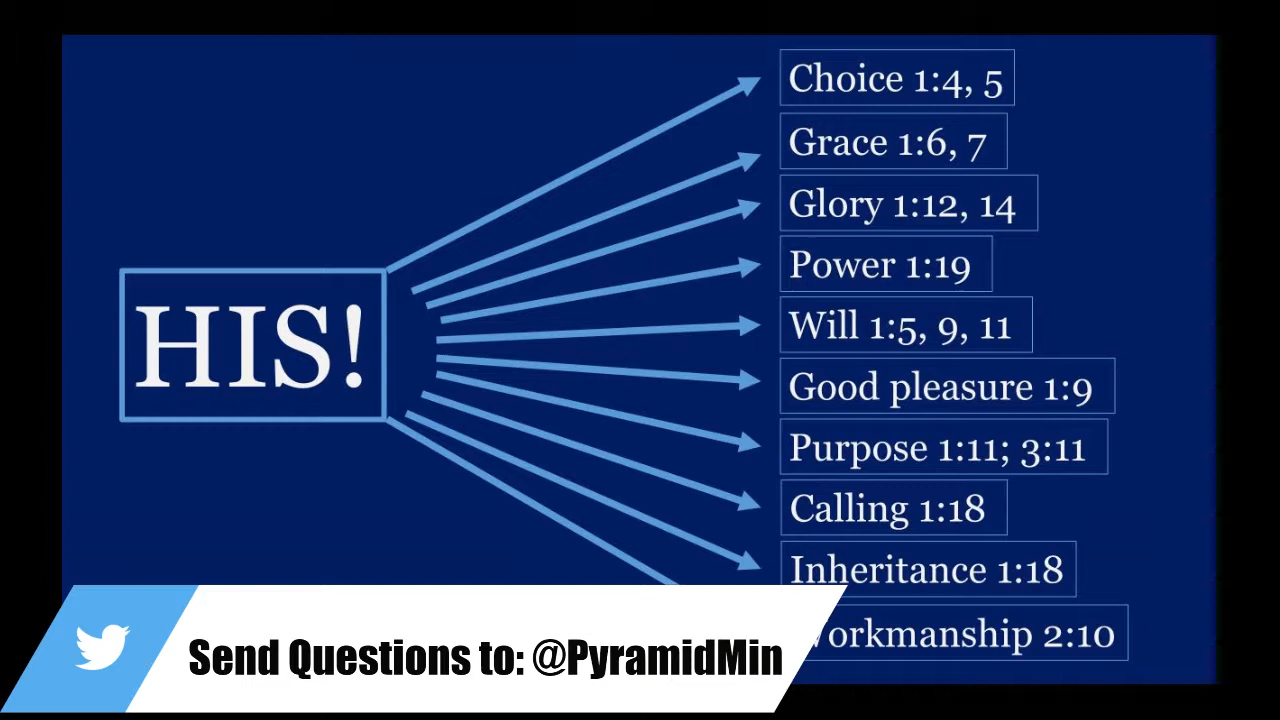 HIS!
Choice 1:4, 5
Grace 1:6, 7
Glory 1:12, 14
Power 1:19
Will 1:5, 9, 11
Good pleasure 1:9
Purpose 1:11; 3:11
Calling 1:18
Inheritance 1:18
Workmanship 2:10
Send Questions to: @PyramidMin